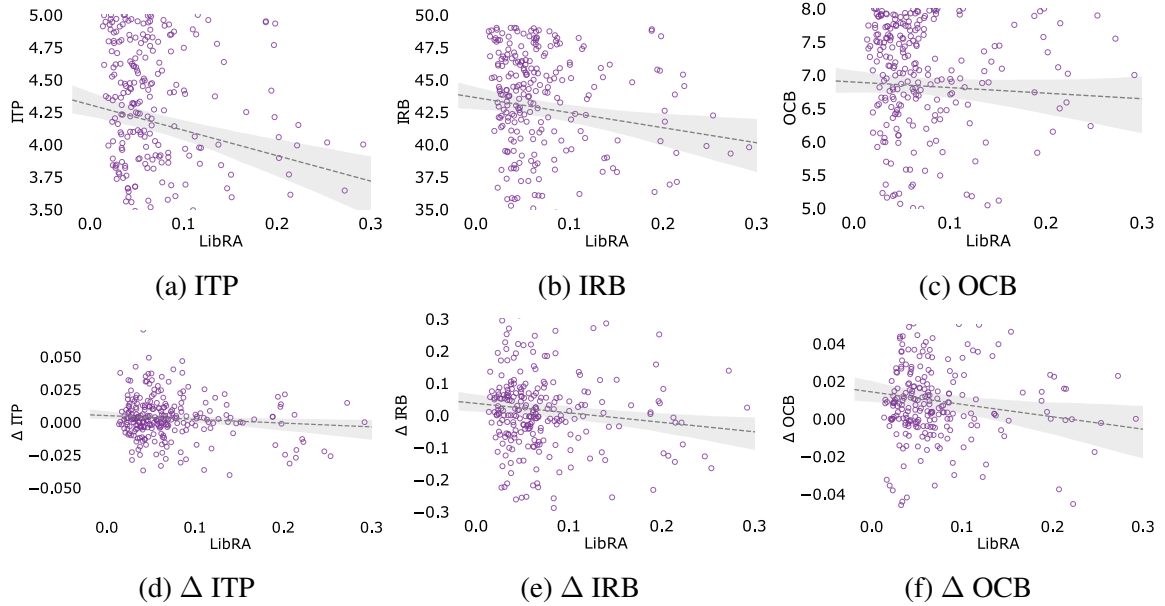 5.00
4.75
4.50
4.25
4.00
3.75
3.50
ITP
0.0 0.1 0.2 0.3
LibRA
(a) ITP
50.0
47.5
45.0
42.5
40.0
37.5
35.0
IRB
0.0 0.1 0.2 0.3
LibRA
(b) IRB
8.0
7.5
7.0
6.5
6.0
5.5
5.0
OCB
0.0 0.1 0.2 0.3
LibRA
(c) OCB
0.050
0.025
0.000
−0.025
−0.050
Δ ITP
0.0 0.1 0.2 0.3
LibRA
(d) Δ ITP
0.3
0.2
0.1
0.0
−0.1
−0.2
−0.3
Δ IRB
0.0 0.1 0.2 0.3
LibRA
(e) Δ IRB
0.04
0.02
0.00
−0.02
−0.04
Δ OCB
0.0 0.1 0.2 0.3
LibRA
(f) Δ OCB